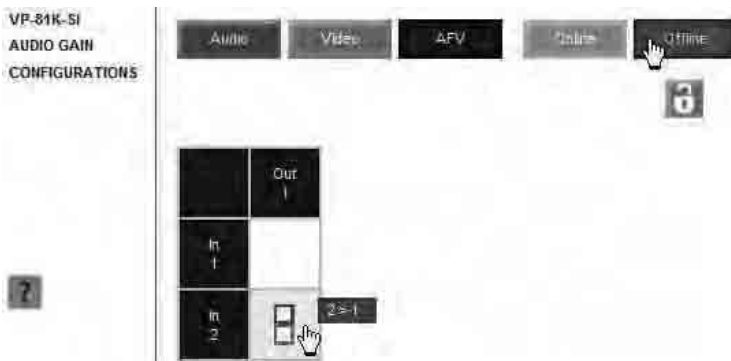 VP-81K-SI
AUDIO GAIN
CONFIGURATIONS
Audio
Video
AFV
Online
Offline
Out
1
In
1
?
In
2
2 > 1